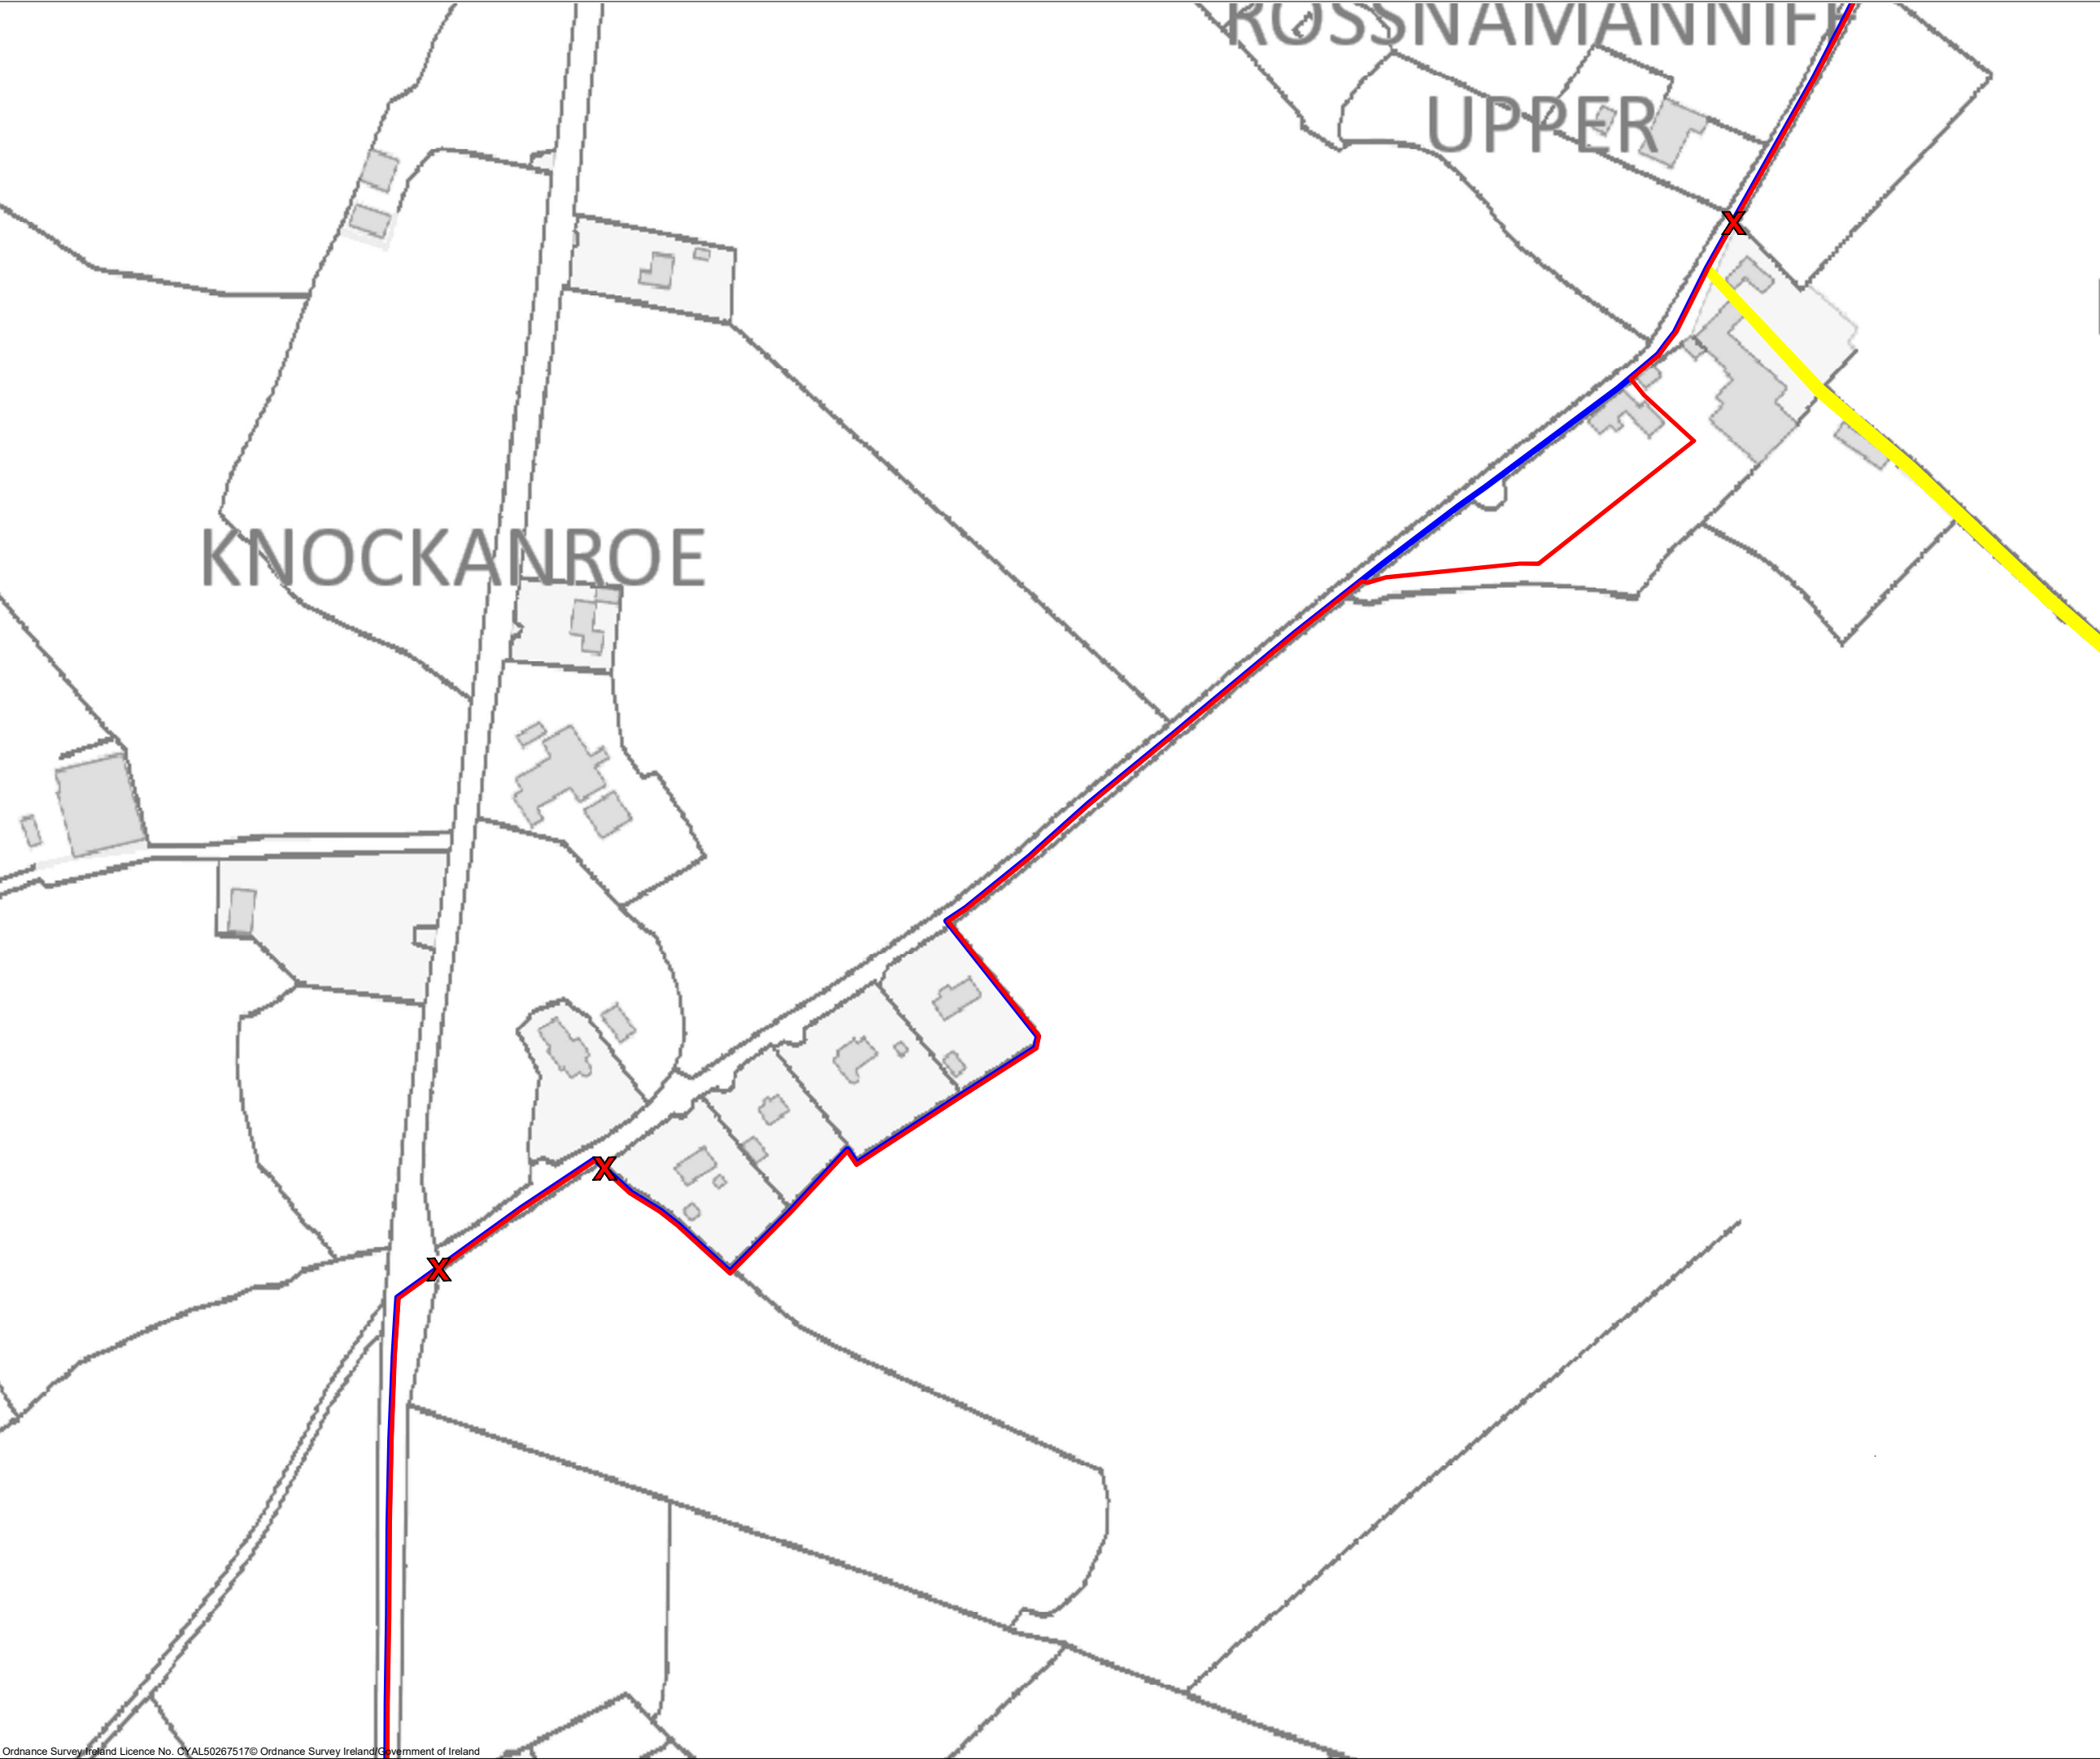 ROSSNAMANNIFF
UPPER
X
KNOCKANROE
X
X
Ordnance Survey Ireland Licence No. CYAL50267517© Ordnance Survey Ireland/Government of Ireland